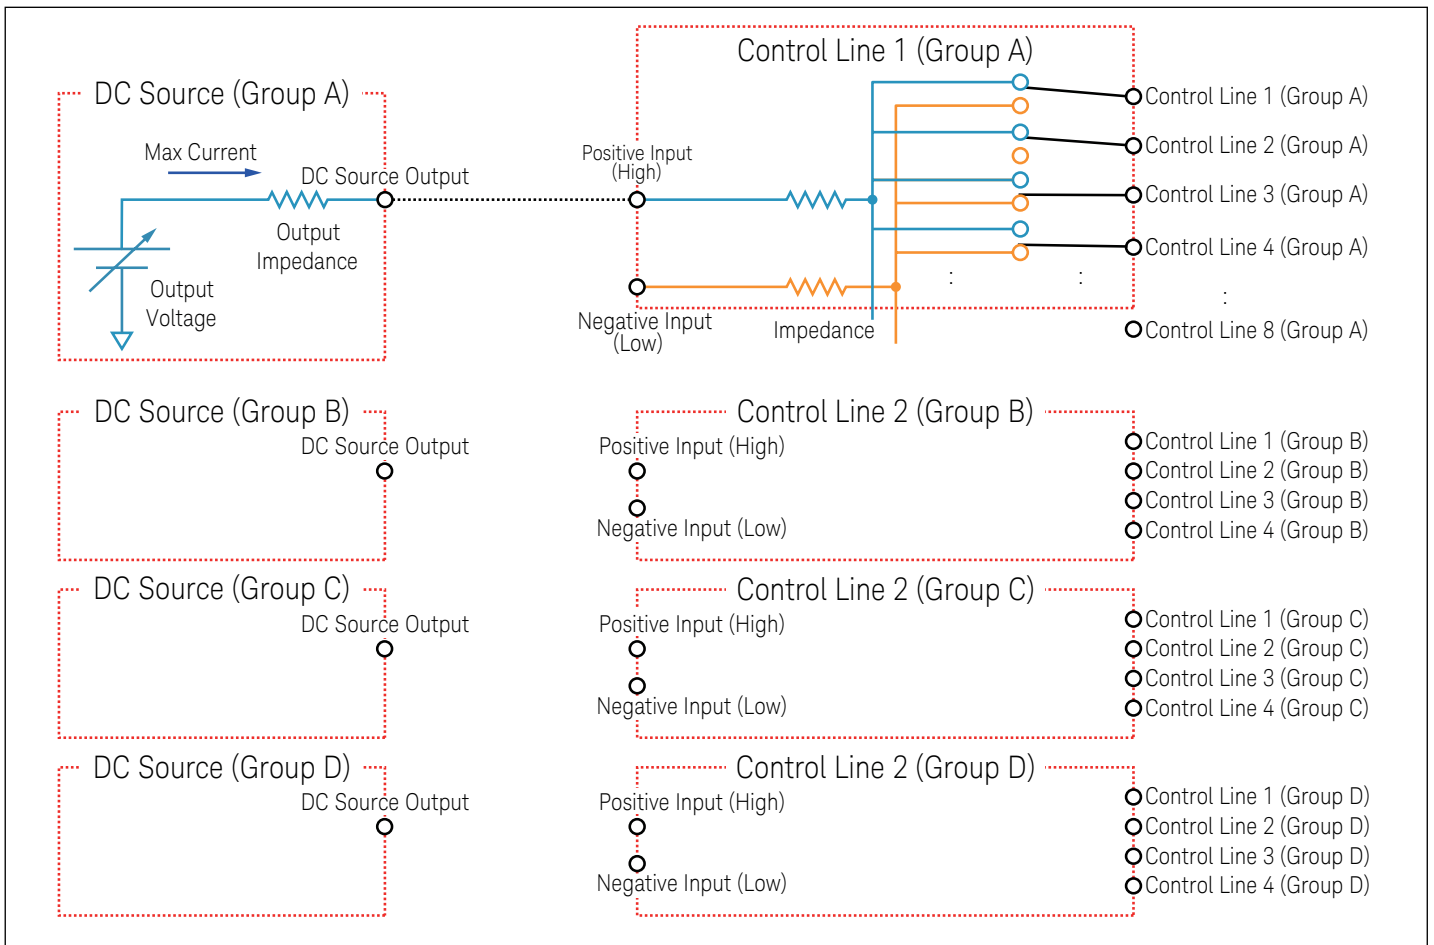 Control Line 1 (Group A)
DC Source (Group A)
Max Current
DC Source Output
Output
Impedance
Output
Voltage
Positive Input
(High)
Negative Input
(Low)
Impedance
Control Line 1 (Group A)
Control Line 2 (Group A)
Control Line 3 (Group A)
Control Line 4 (Group A)
:
:
:
Control Line 8 (Group A)
DC Source (Group B)
DC Source Output
Control Line 2 (Group B)
Positive Input (High)
Negative Input (Low)
Control Line 1 (Group B)
Control Line 2 (Group B)
Control Line 3 (Group B)
Control Line 4 (Group B)
DC Source (Group C)
DC Source Output
Control Line 2 (Group C)
Positive Input (High)
Negative Input (Low)
Control Line 1 (Group C)
Control Line 2 (Group C)
Control Line 3 (Group C)
Control Line 4 (Group C)
DC Source (Group D)
DC Source Output
Control Line 2 (Group D)
Positive Input (High)
Negative Input (Low)
Control Line 1 (Group D)
Control Line 2 (Group D)
Control Line 3 (Group D)
Control Line 4 (Group D)